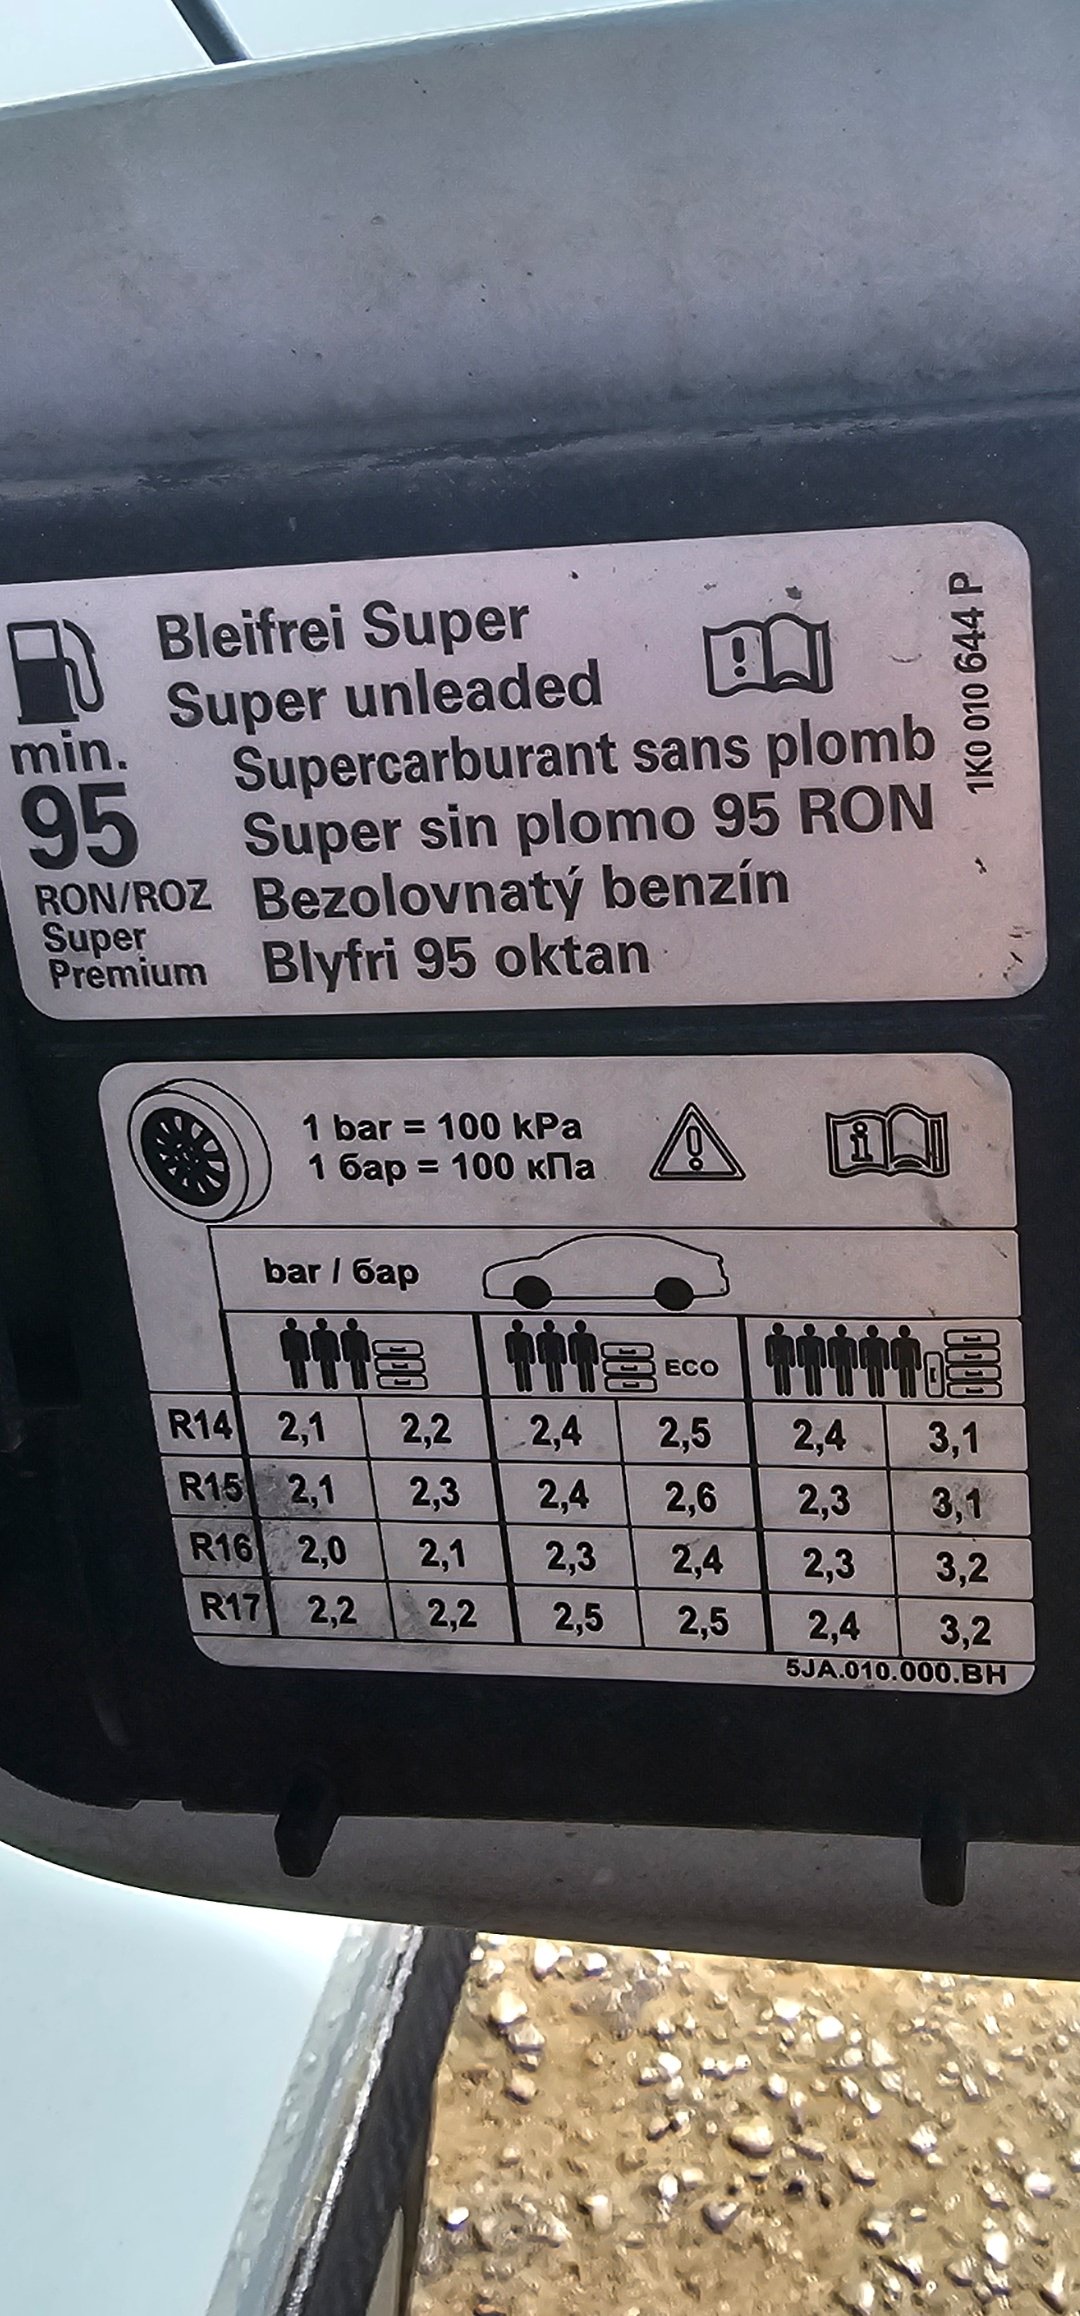 Bleifrei Super
Super unleaded
Supercarburant sans plomb
Super sin plomo 95 RON
Bezolovnatý benzín
Blyfri 95 oktan
min.
95
RON/ROZ
Super
Premium
1K0 010 644 P
1 bar = 100 kPa
1 бар = 100 кПа
bar / бар
ECO
R14 2,1 2,2 2,4 2,5 2,4 3,1
R15 2,1 2,3 2,4 2,6 2,3 3,1
R16 2,0 2,1 2,3 2,4 2,3 3,2
R17 2,2 2,2 2,5 2,5 2,4 3,2
5JA.010.000.BH